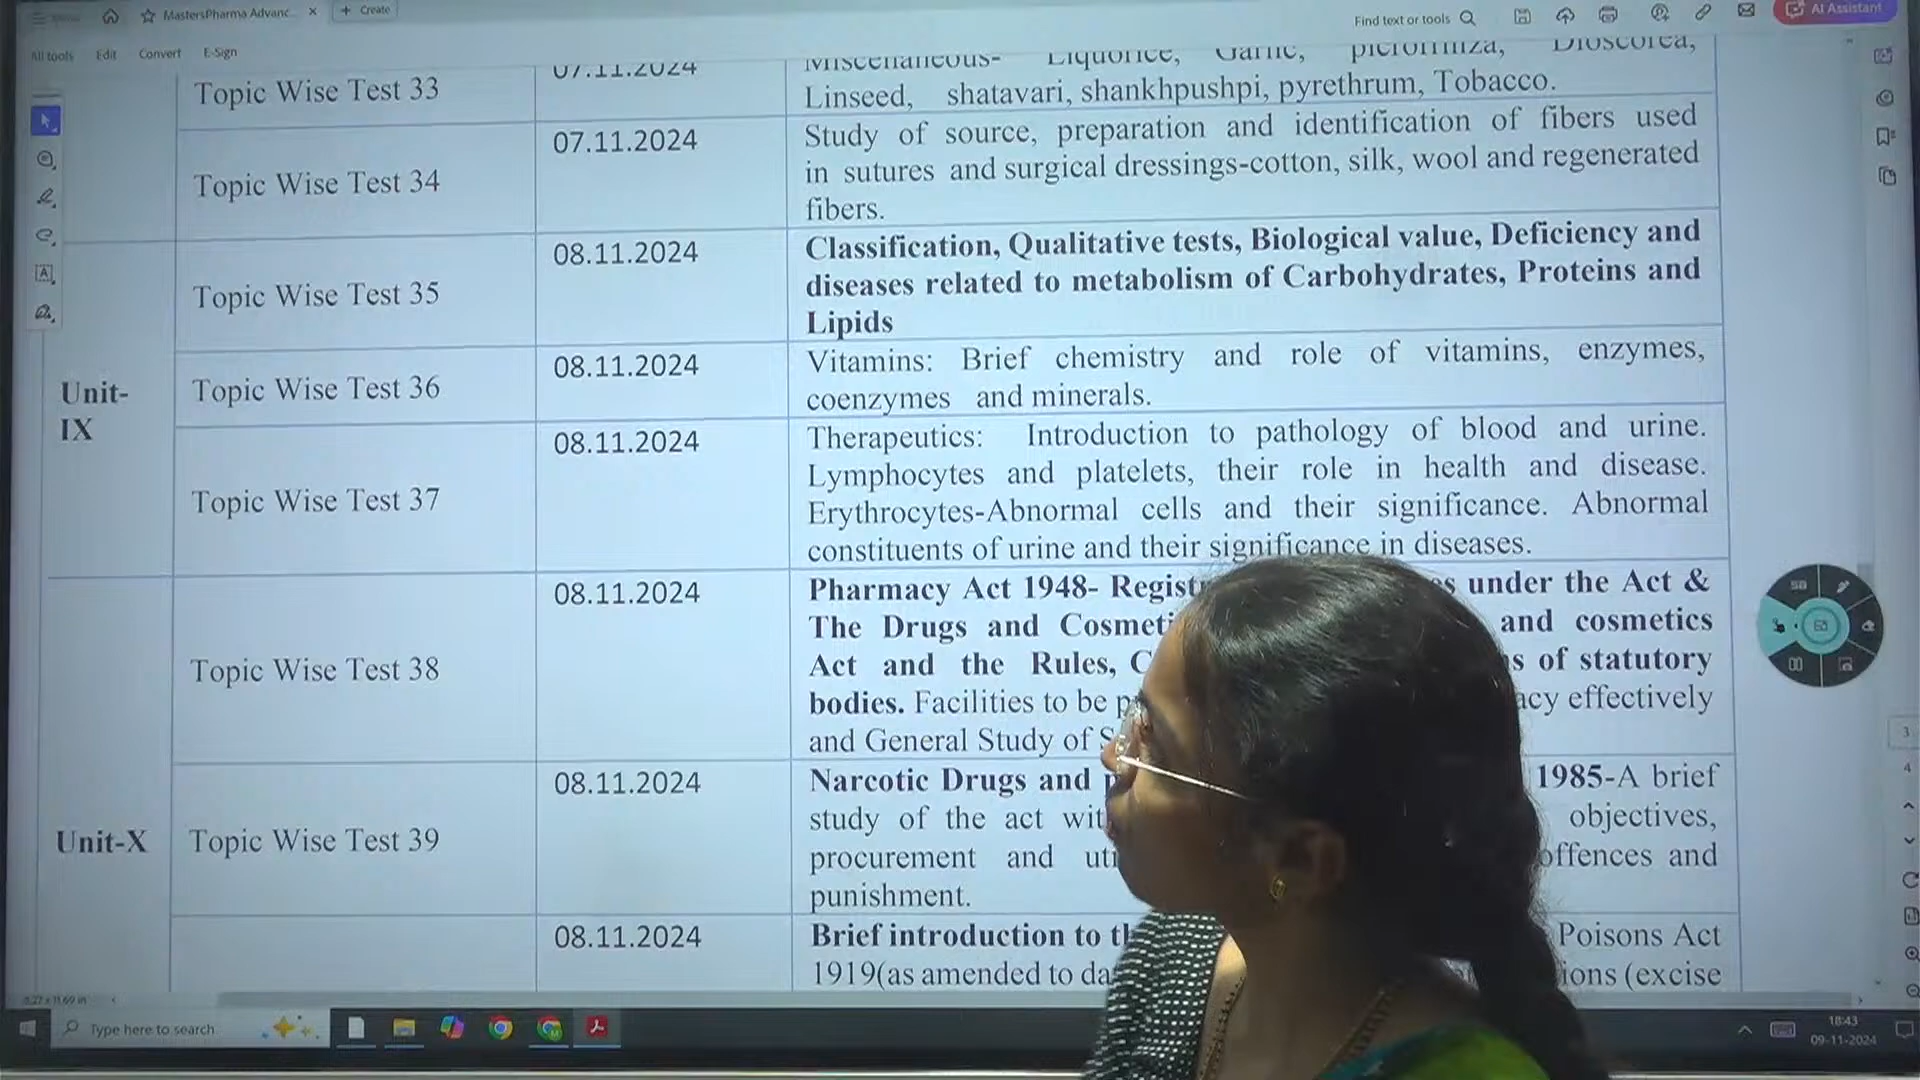 MastersPharma Advanc...
+ Create
Find text or tools
AI Assistant
All tools Edit Convert E-Sign
Topic Wise Test 33
07.11.2024
Miscellaneous- Liquorice, Garlic, picrorhiza, Dioscorea,
Linseed, shatavari, shankhpushpi, pyrethrum, Tobacco.
Topic Wise Test 34
07.11.2024
Study of source, preparation and identification of fibers used
in sutures and surgical dressings-cotton, silk, wool and regenerated
fibers.
Unit-
IX
Topic Wise Test 35
08.11.2024
Classification, Qualitative tests, Biological value, Deficiency and
diseases related to metabolism of Carbohydrates, Proteins and
Lipids
Topic Wise Test 36
08.11.2024
Vitamins: Brief chemistry and role of vitamins, enzymes,
coenzymes and minerals.
Topic Wise Test 37
08.11.2024
Therapeutics: Introduction to pathology of blood and urine.
Lymphocytes and platelets, their role in health and disease.
Erythrocytes-Abnormal cells and their significance. Abnormal
constituents of urine and their significance in diseases.
Unit-X
Topic Wise Test 38
08.11.2024
Pharmacy Act 1948- under the Act &
The Drugs and and cosmetics
Act and the Rules, of statutory
bodies. Facilities to be effectively
and General Study of
Topic Wise Test 39
08.11.2024
Narcotic Drugs and 1985-A brief
study of the act objectives,
procurement and offences and
punishment.
08.11.2024
Brief introduction to Poisons Act
1919(as amended to (excise
3
4
Type here to search
18:43
09-11-2024